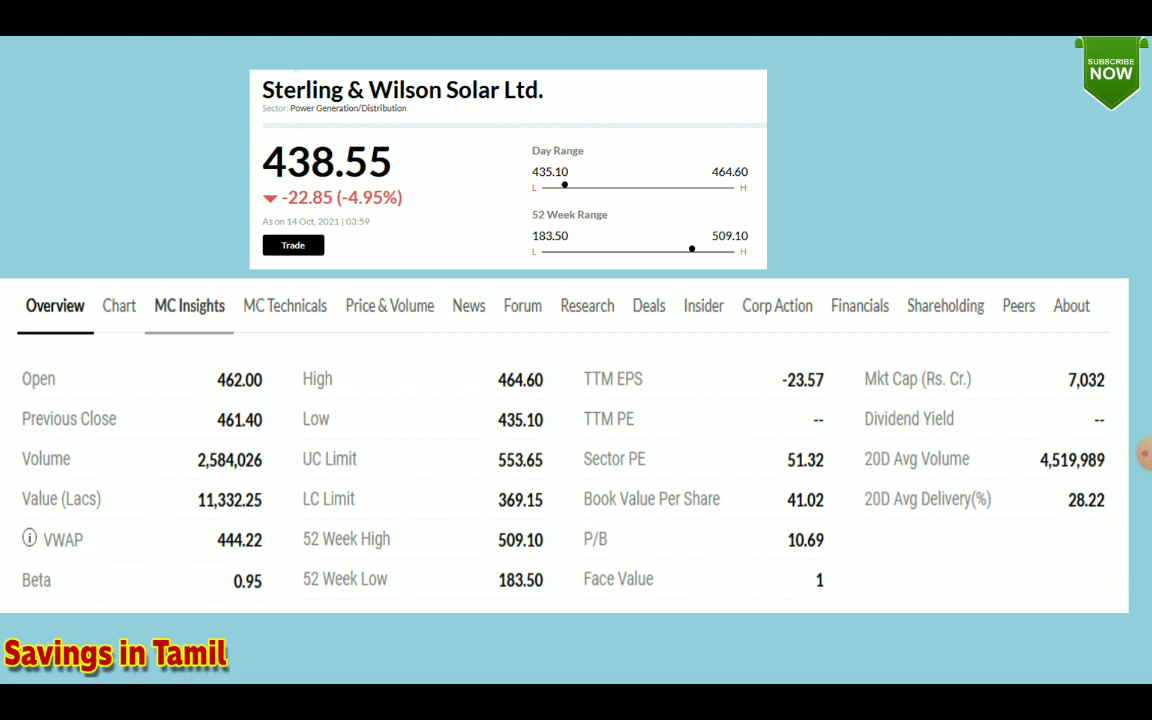 SUBSCRIBE
NOW
Sterling & Wilson Solar Ltd.
Sector: Power Generation/Distribution
438.55
-22.85 (-4.95%)
As on 14 Oct, 2021 | 03:59
Trade
Day Range
435.10 464.60
L H
52 Week Range
183.50 509.10
L H
Overview Chart MC Insights MC Technicals Price & Volume News Forum Research Deals Insider Corp Action Financials Shareholding Peers About
Open 462.00 High 464.60 TTM EPS -23.57 Mkt Cap (Rs. Cr.) 7,032
Previous Close 461.40 Low 435.10 TTM PE -- Dividend Yield --
Volume 2,584,026 UC Limit 553.65 Sector PE 51.32 20D Avg Volume 4,519,989
Value (Lacs) 11,332.25 LC Limit 369.15 Book Value Per Share 41.02 20D Avg Delivery(%) 28.22
i VWAP 444.22 52 Week High 509.10 P/B 10.69
Beta 0.95 52 Week Low 183.50 Face Value 1
Savings in Tamil